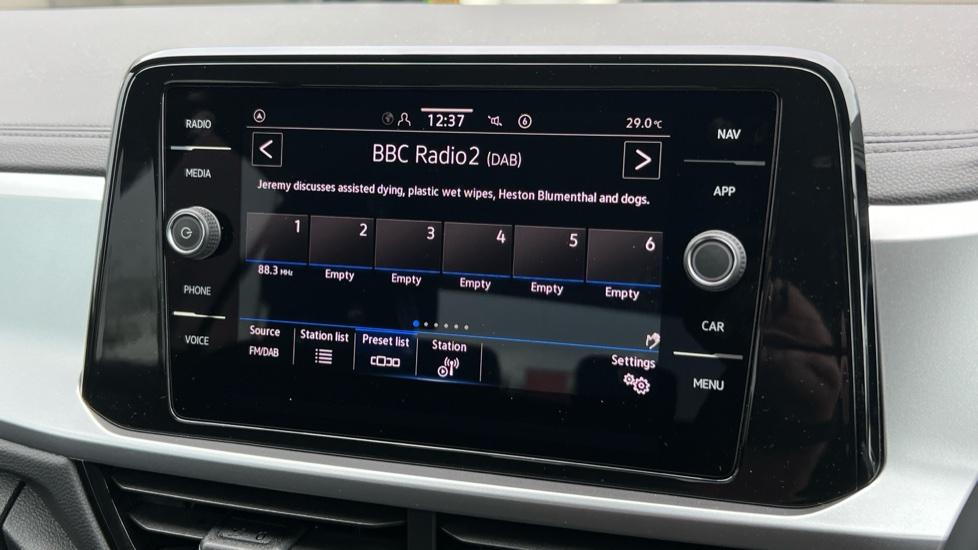 RADIO
MEDIA
PHONE
VOICE
12:37
6
29.0°C
< BBC Radio2 (DAB) >
Jeremy discusses assisted dying, plastic wet wipes, Heston Blumenthal and dogs.
1 2 3 4 5 6
88.3 MHz Empty Empty Empty Empty Empty
Source Station list Preset list Station Settings
FM/DAB
NAV
APP
CAR
MENU